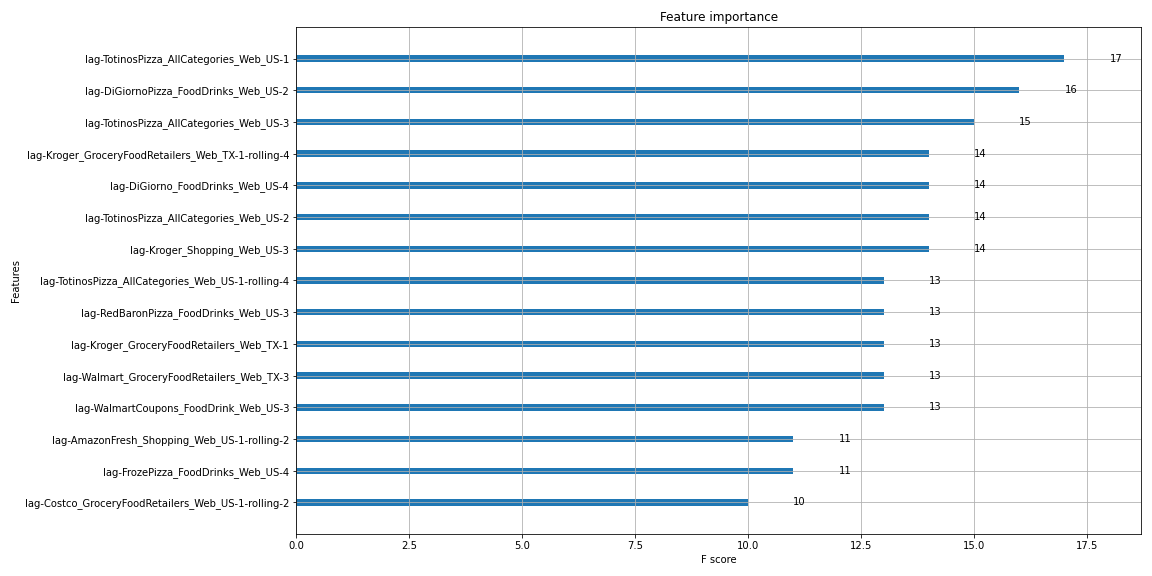 Feature importance
Features
lag-TotinosPizza_AllCategories_Web_US-1 17
lag-DiGiornoPizza_FoodDrinks_Web_US-2 16
lag-TotinosPizza_AllCategories_Web_US-3 15
lag-Kroger_GroceryFoodRetailers_Web_TX-1-rolling-4 14
lag-DiGiorno_FoodDrinks_Web_US-4 14
lag-TotinosPizza_AllCategories_Web_US-2 14
lag-Kroger_Shopping_Web_US-3 14
lag-TotinosPizza_AllCategories_Web_US-1-rolling-4 13
lag-RedBaronPizza_FoodDrinks_Web_US-3 13
lag-Kroger_GroceryFoodRetailers_Web_TX-1 13
lag-Walmart_GroceryFoodRetailers_Web_TX-3 13
lag-WalmartCoupons_FoodDrink_Web_US-3 13
lag-AmazonFresh_Shopping_Web_US-1-rolling-2 11
lag-FrozePizza_FoodDrinks_Web_US-4 11
lag-Costco_GroceryFoodRetailers_Web_US-1-rolling-2 10
0.0 2.5 5.0 7.5 10.0 12.5 15.0 17.5
F score